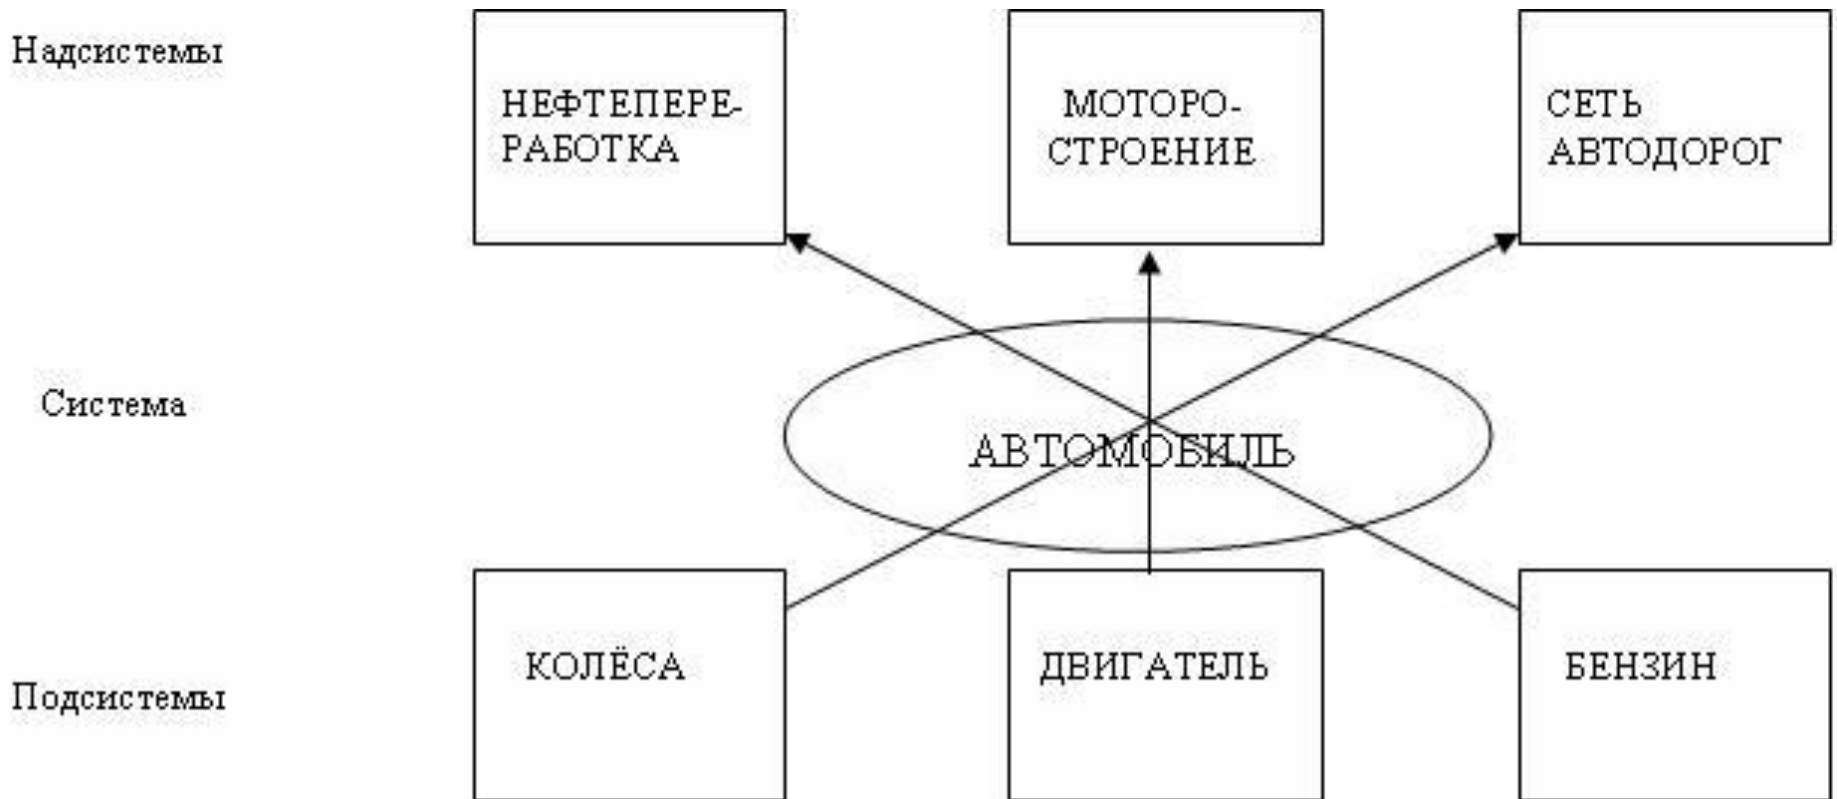 Надсистемы
НЕФТЕПЕРЕ-
РАБОТКА
МОТОРО-
СТРОЕНИЕ
СЕТЬ
АВТОДОРОГ
Система
АВТОМОБИЛЬ
Подсистемы
КОЛЁСА
ДВИГАТЕЛЬ
БЕНЗИН